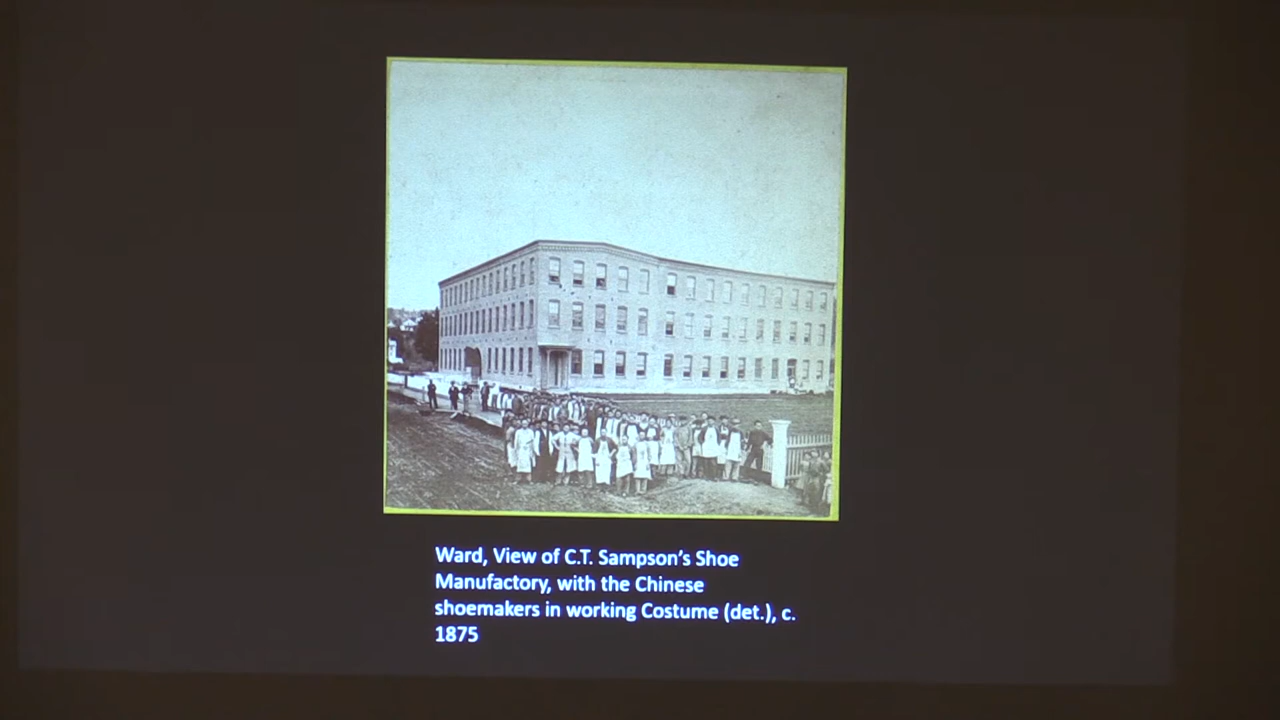 Ward, View of C.T. Sampson's Shoe
Manufactory, with the Chinese
shoemakers in working Costume (det.), c.
1875